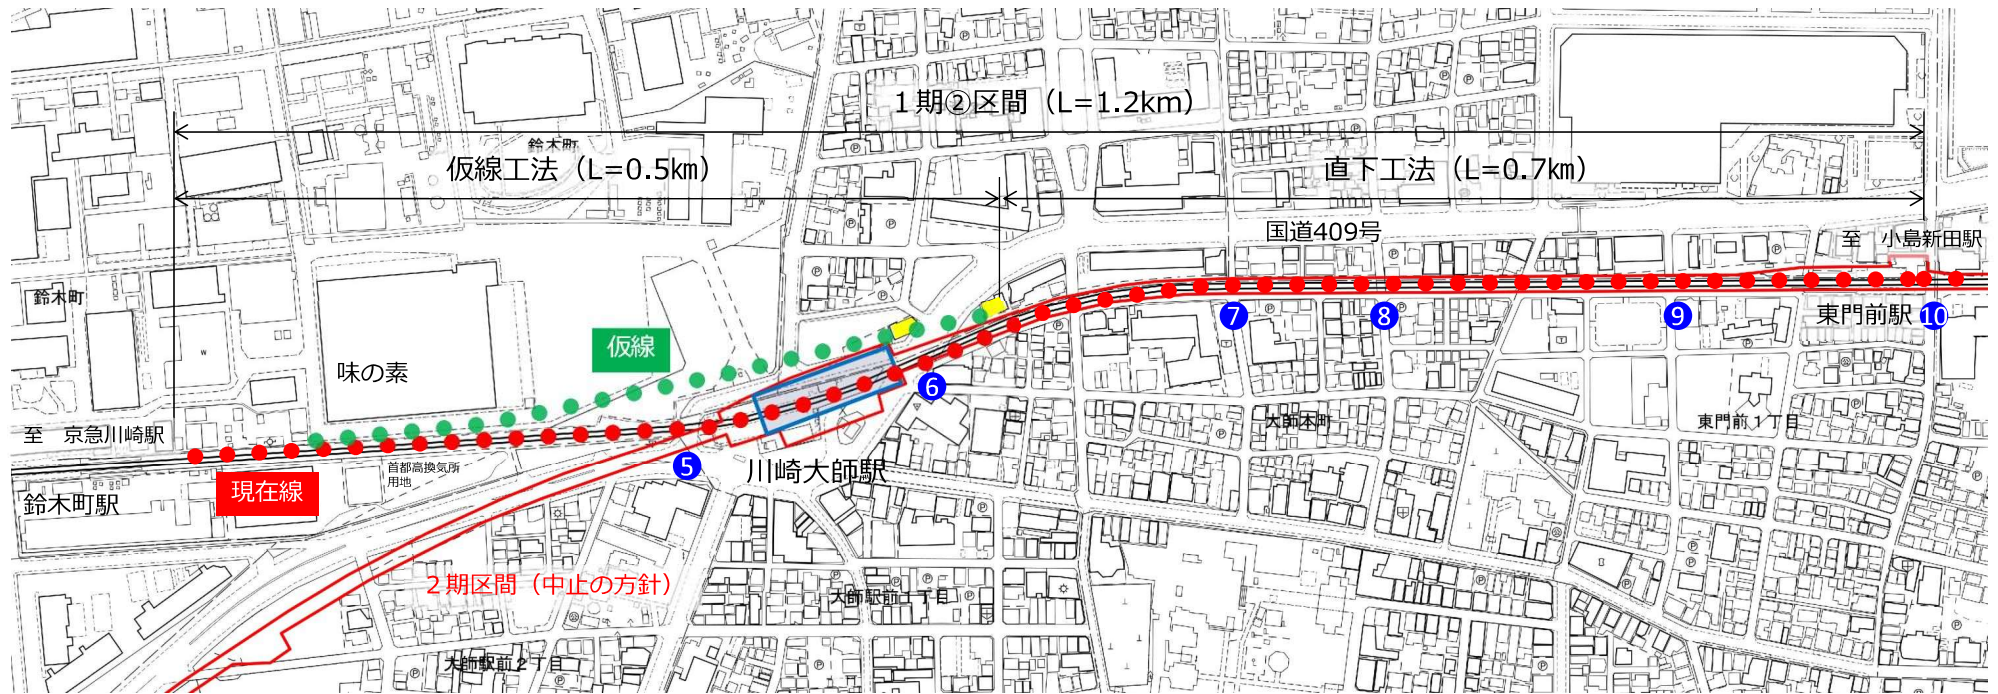 1期②区間（L=1.2km）
鈴木町
仮線工法（L=0.5km）
直下工法（L=0.7km）
国道409号
至　小島新田駅
鈴木町
仮線
東門前駅
7
8
9
10
味の素
6
大師本町
東門前1丁目
至　京急川崎駅
首都高換気所
用地
5
川崎大師駅
現在線
鈴木町駅
2期区間（中止の方針）
大師駅前1丁目
大師駅前2丁目